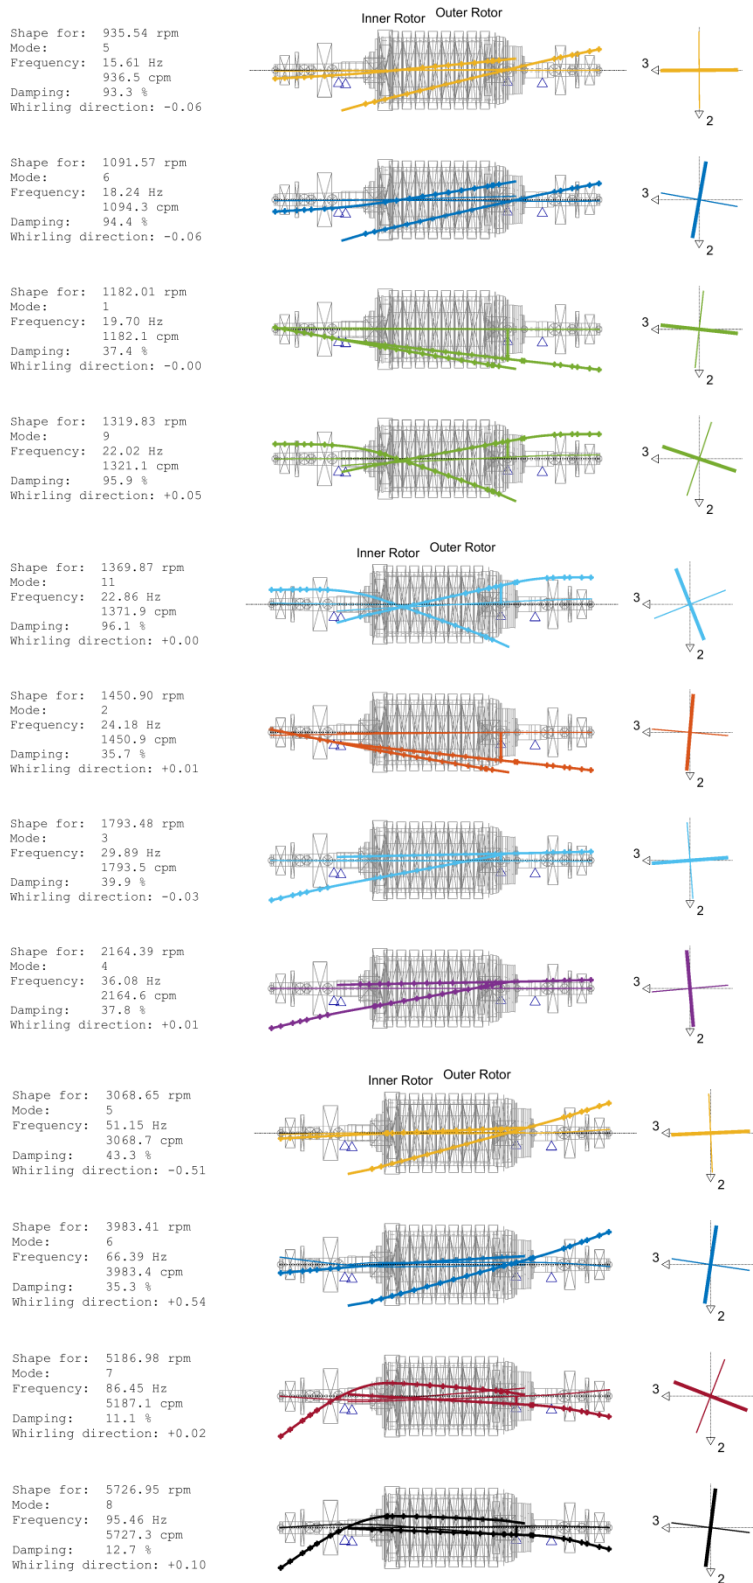 Inner Rotor Outer Rotor
Shape for: 935.54 rpm
Mode: 5
Frequency: 15.61 Hz
936.5 cpm
Damping: 93.3 %
Whirling direction: -0.06
3
2
Shape for: 1091.57 rpm
Mode: 6
Frequency: 18.24 Hz
1094.3 cpm
Damping: 94.4 %
Whirling direction: -0.06
3
2
Shape for: 1182.01 rpm
Mode: 1
Frequency: 19.70 Hz
1182.1 cpm
Damping: 37.4 %
Whirling direction: -0.00
3
2
Shape for: 1319.83 rpm
Mode: 9
Frequency: 22.02 Hz
1321.1 cpm
Damping: 95.9 %
Whirling direction: +0.05
3
2
Inner Rotor Outer Rotor
Shape for: 1369.87 rpm
Mode: 11
Frequency: 22.86 Hz
1371.9 cpm
Damping: 96.1 %
Whirling direction: +0.00
3
2
Shape for: 1450.90 rpm
Mode: 2
Frequency: 24.18 Hz
1450.9 cpm
Damping: 35.7 %
Whirling direction: +0.01
3
2
Shape for: 1793.48 rpm
Mode: 3
Frequency: 29.89 Hz
1793.5 cpm
Damping: 39.9 %
Whirling direction: -0.03
3
2
Shape for: 2164.39 rpm
Mode: 4
Frequency: 36.08 Hz
2164.6 cpm
Damping: 37.8 %
Whirling direction: +0.01
3
2
Inner Rotor Outer Rotor
Shape for: 3068.65 rpm
Mode: 5
Frequency: 51.15 Hz
3068.7 cpm
Damping: 43.3 %
Whirling direction: -0.51
3
2
Shape for: 3983.41 rpm
Mode: 6
Frequency: 66.39 Hz
3983.4 cpm
Damping: 35.3 %
Whirling direction: +0.54
3
2
Shape for: 5186.98 rpm
Mode: 7
Frequency: 86.45 Hz
5187.1 cpm
Damping: 11.1 %
Whirling direction: +0.02
3
2
Shape for: 5726.95 rpm
Mode: 8
Frequency: 95.46 Hz
5727.3 cpm
Damping: 12.7 %
Whirling direction: +0.10
3
2